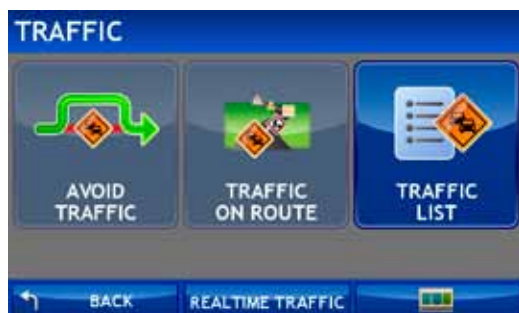 TRAFFIC
AVOID
TRAFFIC
TRAFFIC
ON ROUTE
TRAFFIC
LIST
BACK
REALTIME TRAFFIC